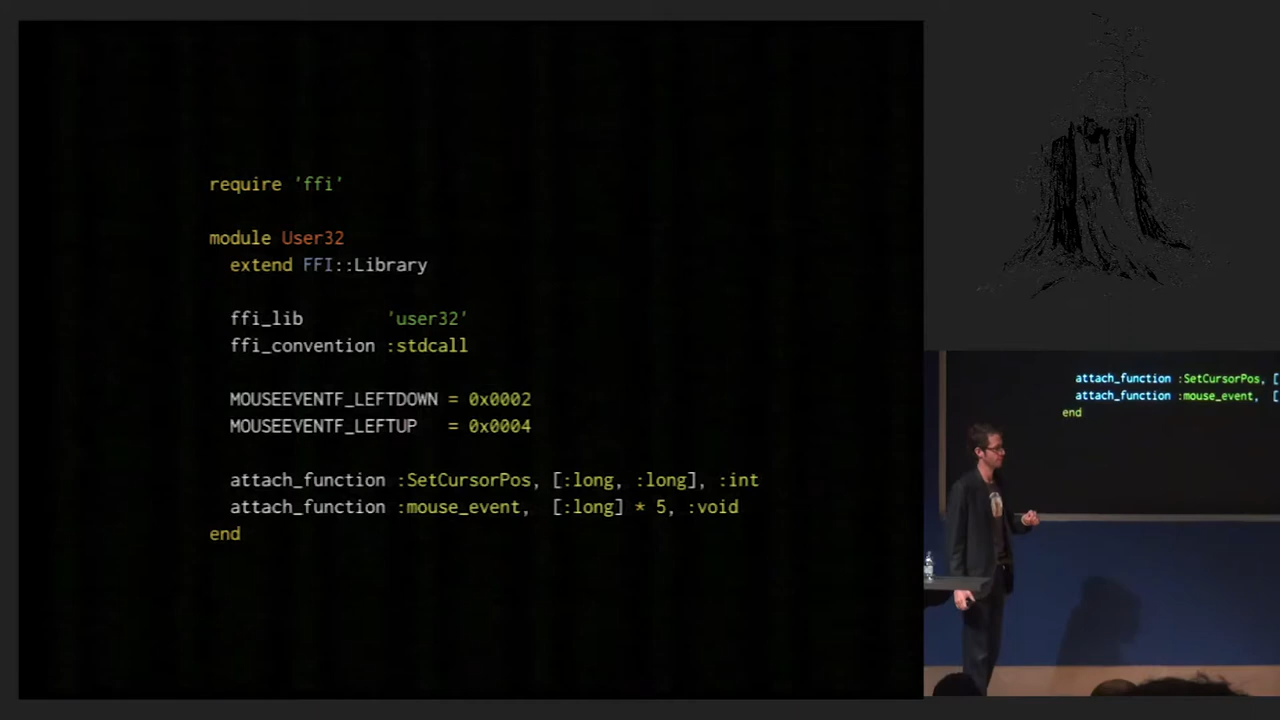 require 'ffi'
module User32
extend FFI::Library
ffi_lib 'user32'
ffi_convention :stdcall
MOUSEEVENTF_LEFTDOWN = 0x0002
MOUSEEVENTF_LEFTUP = 0x0004
attach_function :SetCursorPos, [:long, :long], :int
attach_function :mouse_event, [:long] * 5, :void
end
attach_function :SetCursorPos, [
attach_function :mouse_event, [
end